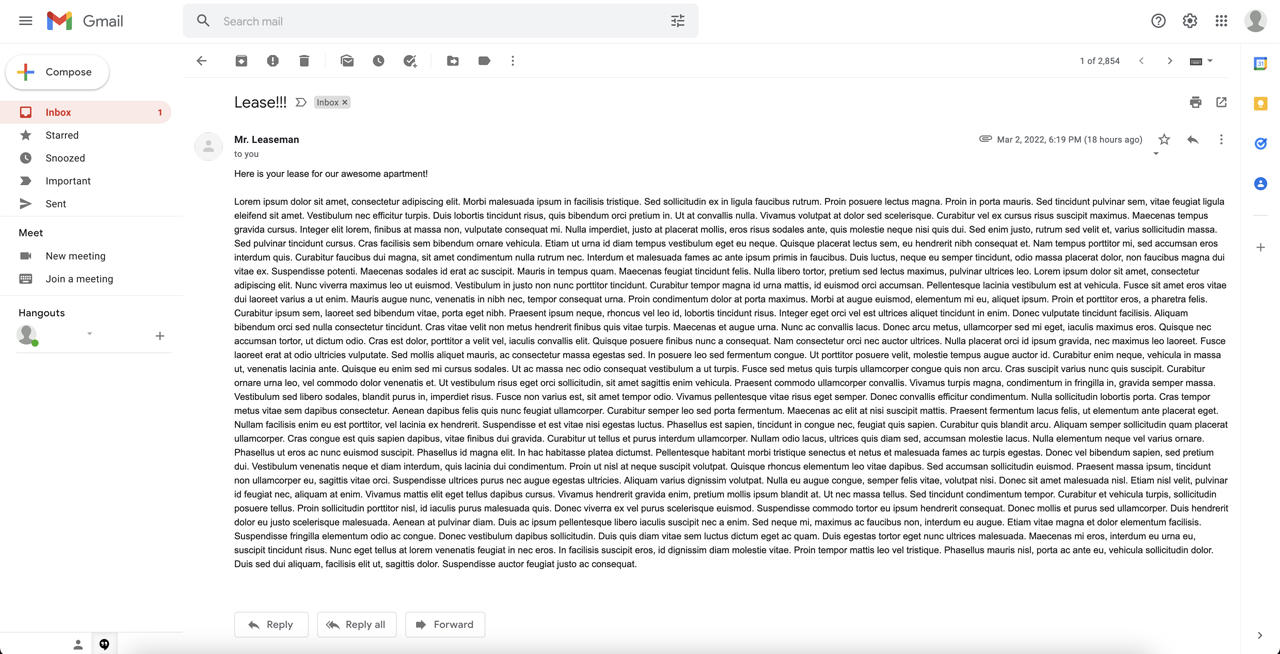 Gmail
Search mail
Compose
1 of 2,854
Inbox 1
Starred
Snoozed
Important
Sent
Meet
New meeting
Join a meeting
Hangouts
Lease!!! Inbox ×
Mr. Leaseman
Mar 2, 2022, 6:19 PM (18 hours ago)
to you
Here is your lease for our awesome apartment!
Lorem ipsum dolor sit amet, consectetur adipiscing elit. Morbi malesuada ipsum in facilisis tristique. Sed sollicitudin ex in ligula faucibus rutrum. Proin posuere lectus magna. Proin in porta mauris. Sed tincidunt pulvinar sem, vitae feugiat ligula
eleifend sit amet. Vestibulum nec efficitur turpis. Duis lobortis tincidunt risus, quis bibendum orci pretium in. Ut at convallis nulla. Vivamus volutpat at dolor sed scelerisque. Curabitur vel ex cursus risus suscipit maximus. Maecenas tempus
gravida cursus. Integer elit lorem, finibus at massa non, vulputate consequat mi. Nulla imperdiet, justo at placerat mollis, eros risus sodales ante, quis molestie neque nisi quis dui. Sed enim justo, rutrum sed velit et, varius sollicitudin massa.
Sed pulvinar tincidunt cursus. Cras facilisis sem bibendum ornare vehicula. Etiam ut urna id diam tempus vestibulum eget eu neque. Quisque placerat lectus sem, eu hendrerit nibh consequat et. Nam tempus porttitor mi, sed accumsan eros
interdum quis. Curabitur faucibus dui magna, sit amet condimentum nulla rutrum nec. Interdum et malesuada fames ac ante ipsum primis in faucibus. Duis luctus, neque eu semper tincidunt, odio massa placerat dolor, non faucibus magna dui
vitae ex. Suspendisse potenti. Maecenas sodales id erat ac suscipit. Mauris in tempus quam. Maecenas feugiat tincidunt felis. Nulla libero tortor, pretium sed lectus maximus, pulvinar ultrices leo. Lorem ipsum dolor sit amet, consectetur
adipiscing elit. Nunc viverra maximus leo ut euismod. Vestibulum in justo non nunc porttitor tincidunt. Curabitur tempor magna id urna mattis, id euismod orci accumsan. Pellentesque lacinia vestibulum est at vehicula. Fusce sit amet eros vitae
dui laoreet varius a ut enim. Mauris augue nunc, venenatis in nibh nec, tempor consequat urna. Proin condimentum dolor at porta maximus. Morbi at augue euismod, elementum mi eu, aliquet ipsum. Proin et porttitor eros, a pharetra felis.
Curabitur ipsum sem, laoreet sed bibendum vitae, porta eget nibh. Praesent ipsum neque, rhoncus vel leo id, lobortis tincidunt risus. Integer eget orci vel est ultrices aliquet tincidunt in enim. Donec vulputate tincidunt facilisis. Aliquam
bibendum orci sed nulla consectetur tincidunt. Cras vitae velit non metus hendrerit finibus quis vitae turpis. Maecenas et augue urna. Nunc ac convallis lacus. Donec arcu metus, ullamcorper sed mi eget, iaculis maximus eros. Quisque nec
accumsan tortor, ut dictum odio. Cras est dolor, porttitor a velit vel, iaculis convallis elit. Quisque posuere finibus nunc a consequat. Nam consectetur orci nec auctor ultrices. Nulla placerat orci id ipsum gravida, nec maximus leo laoreet. Fusce
laoreet erat at odio ultricies vulputate. Sed mollis aliquet mauris, ac consectetur massa egestas sed. In posuere leo sed fermentum congue. Ut porttitor posuere velit, molestie tempus augue auctor id. Curabitur enim neque, vehicula in massa
ut, venenatis lacinia ante. Quisque eu enim sed mi cursus sodales. Ut ac massa nec odio consequat vestibulum a ut turpis. Fusce sed metus quis turpis ullamcorper congue quis non arcu. Cras suscipit varius nunc quis suscipit. Curabitur
ornare urna leo, vel commodo dolor venenatis et. Ut vestibulum risus eget orci sollicitudin, sit amet sagittis enim vehicula. Praesent commodo ullamcorper convallis. Vivamus turpis magna, condimentum in fringilla in, gravida semper massa.
Vestibulum sed libero sodales, blandit purus in, imperdiet risus. Fusce non varius est, sit amet tempor odio. Vivamus pellentesque vitae risus eget semper. Donec convallis efficitur condimentum. Nulla sollicitudin lobortis porta. Cras tempor
metus vitae sem dapibus consectetur. Aenean dapibus felis quis nunc feugiat ullamcorper. Curabitur semper leo sed porta fermentum. Maecenas ac elit at nisi suscipit mattis. Praesent fermentum lacus felis, ut elementum ante placerat eget.
Nullam facilisis enim eu est porttitor, vel lacinia ex hendrerit. Suspendisse et est vitae nisi egestas luctus. Phasellus est sapien, tincidunt in congue nec, feugiat quis sapien. Curabitur quis blandit arcu. Aliquam semper sollicitudin quam placerat
ullamcorper. Cras congue est quis sapien dapibus, vitae finibus dui gravida. Curabitur ut tellus et purus interdum ullamcorper. Nullam odio lacus, ultrices quis diam sed, accumsan molestie lacus. Nulla elementum neque vel varius ornare.
Phasellus ut eros ac nunc euismod suscipit. Phasellus id magna elit. In hac habitasse platea dictumst. Pellentesque habitant morbi tristique senectus et netus et malesuada fames ac turpis egestas. Donec vel bibendum sapien, sed pretium
dui. Vestibulum venenatis neque et diam interdum, quis lacinia dui condimentum. Proin ut nisl at neque suscipit volutpat. Quisque rhoncus elementum leo vitae dapibus. Sed accumsan sollicitudin euismod. Praesent massa ipsum, tincidunt
non ullamcorper eu, sagittis vitae orci. Suspendisse ultrices purus nec augue egestas ultricies. Aliquam varius dignissim volutpat. Nulla eu augue congue, semper felis vitae, volutpat nisi. Donec sit amet malesuada nisl. Etiam nisl velit, pulvinar
id feugiat nec, aliquam at enim. Vivamus mattis elit eget tellus dapibus cursus. Vivamus hendrerit gravida enim, pretium mollis ipsum blandit at. Ut nec massa tellus. Sed tincidunt condimentum tempor. Curabitur et vehicula turpis, sollicitudin
posuere tellus. Proin sollicitudin porttitor nisl, id iaculis purus malesuada quis. Donec viverra ex vel purus scelerisque euismod. Suspendisse commodo tortor eu ipsum hendrerit consequat. Donec mollis et purus sed ullamcorper. Duis hendrerit
dolor eu justo scelerisque malesuada. Aenean at pulvinar diam. Duis ac ipsum pellentesque libero iaculis suscipit nec a enim. Sed neque mi, maximus ac faucibus non, interdum eu augue. Etiam vitae magna et dolor elementum facilisis.
Suspendisse fringilla elementum odio ac congue. Donec vestibulum dapibus sollicitudin. Duis quis diam vitae sem luctus dictum eget ac quam. Duis egestas tortor eget nunc ultrices malesuada. Maecenas mi eros, interdum eu urna eu,
suscipit tincidunt risus. Nunc eget tellus at lorem venenatis feugiat in nec eros. In facilisis suscipit eros, id dignissim diam molestie vitae. Proin tempor mattis leo vel tristique. Phasellus mauris nisl, porta ac ante eu, vehicula sollicitudin dolor.
Duis sed dui aliquam, facilisis elit ut, sagittis dolor. Suspendisse auctor feugiat justo ac consequat.
Reply
Reply all
Forward
31